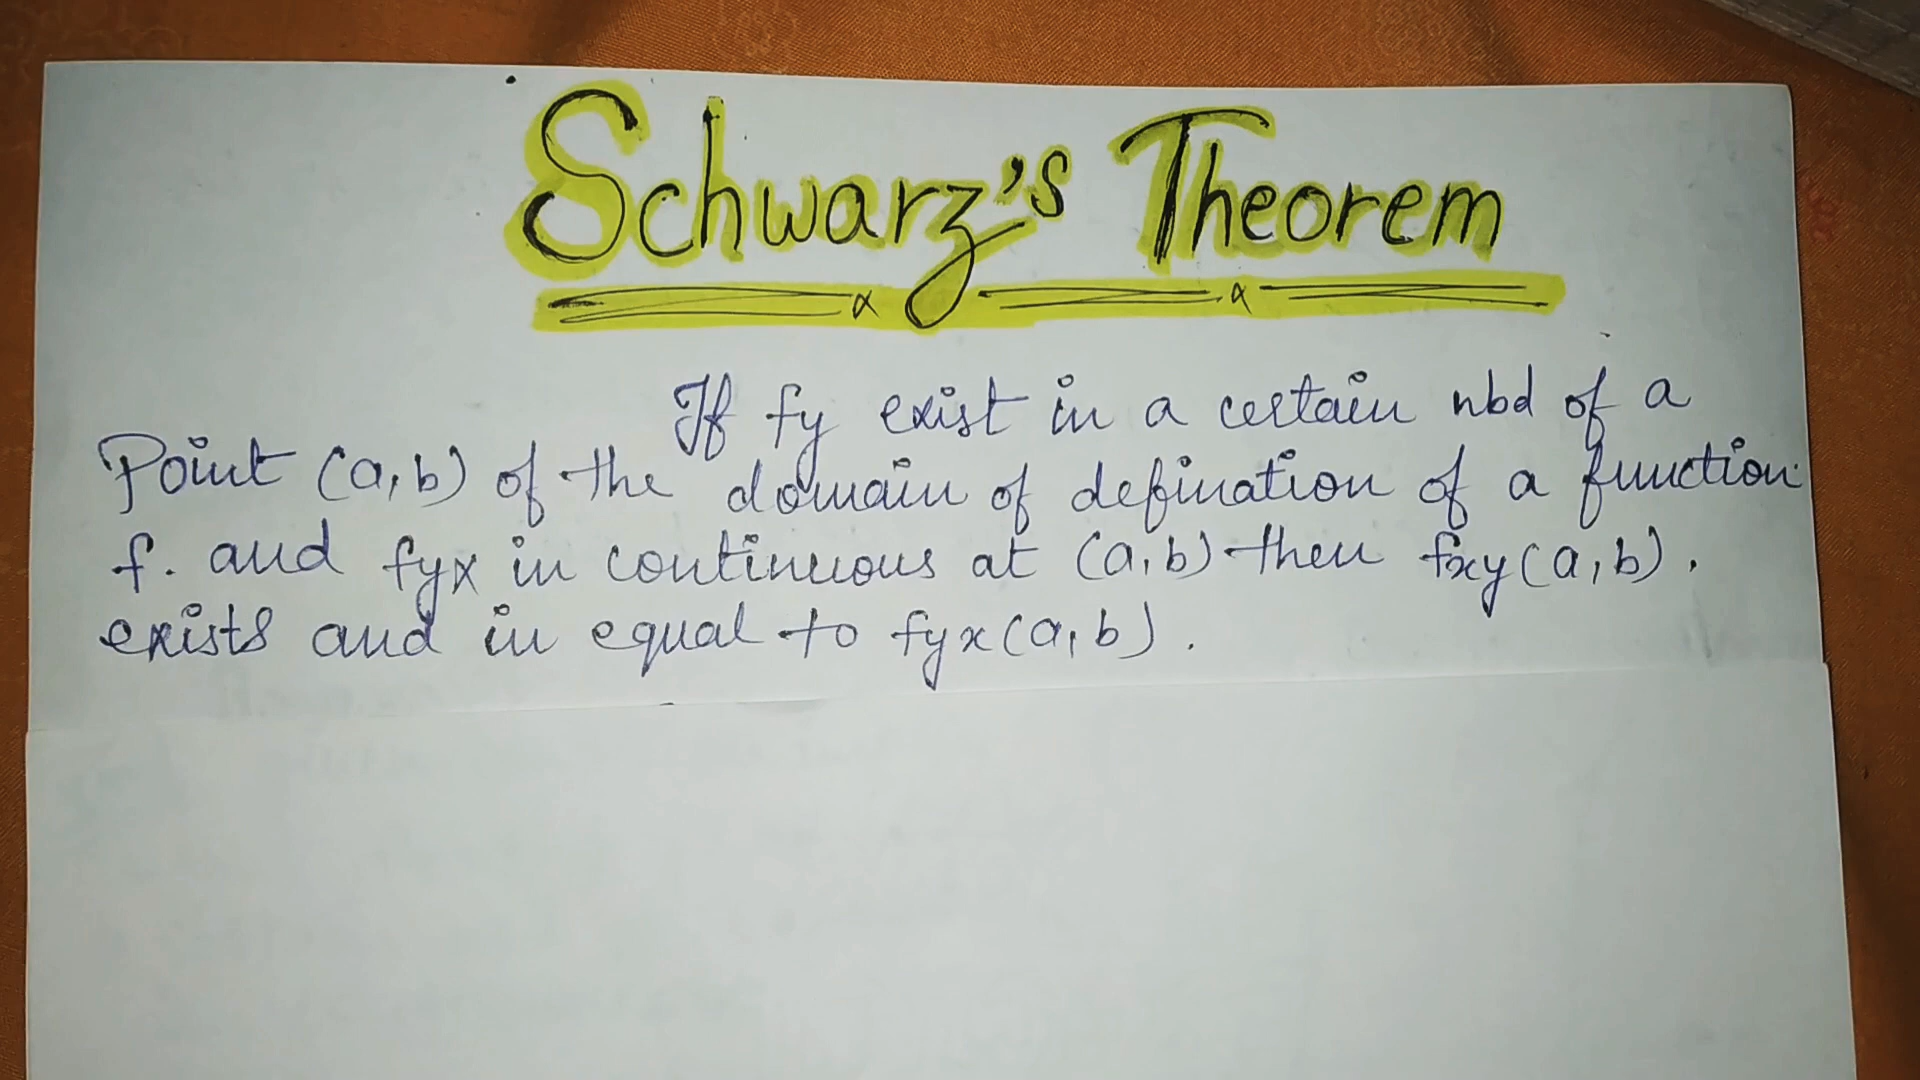 Schwarz's Theorem
If fy exist in a certain nbd of a
Point (a,b) of the domain of defination of a function
f. and fyx in continuous at (a,b) then fxy(a,b).
exists and in equal to fyx(a,b).